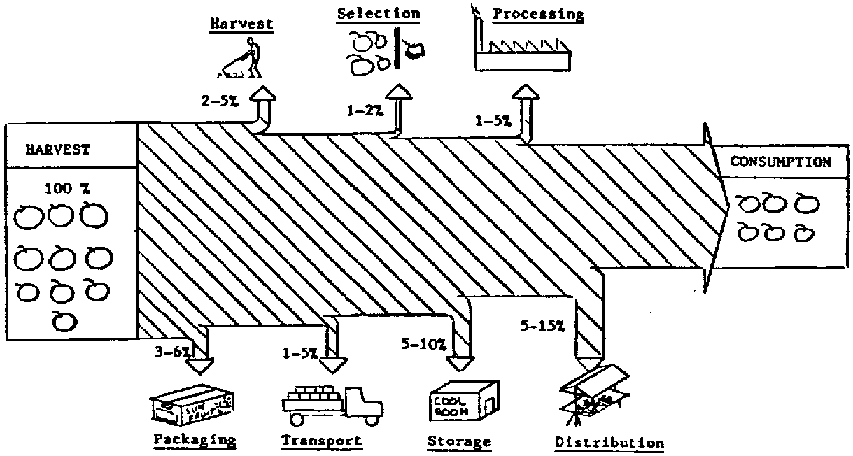 Harvest
Selection
Processing
2-5%
1-2%
1-5%
HARVEST
100 %
CONSUMPTION
3-6%
1-5%
5-10%
5-15%
COOL
ROOM
Packaging
Transport
Storage
Distribution